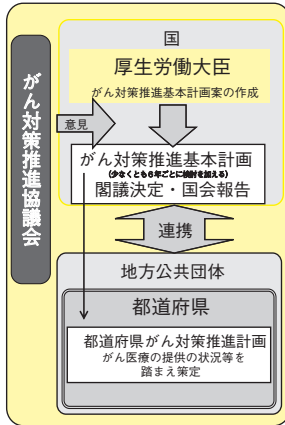 がん対策推進協議会
国
厚生労働大臣
がん対策推進基本計画案の作成
意見
がん対策推進基本計画
(少なくとも6年ごとに検討を加える)
閣議決定・国会報告
連携
地方公共団体
都道府県
都道府県がん対策推進計画
がん医療の提供の状況等を
踏まえ策定